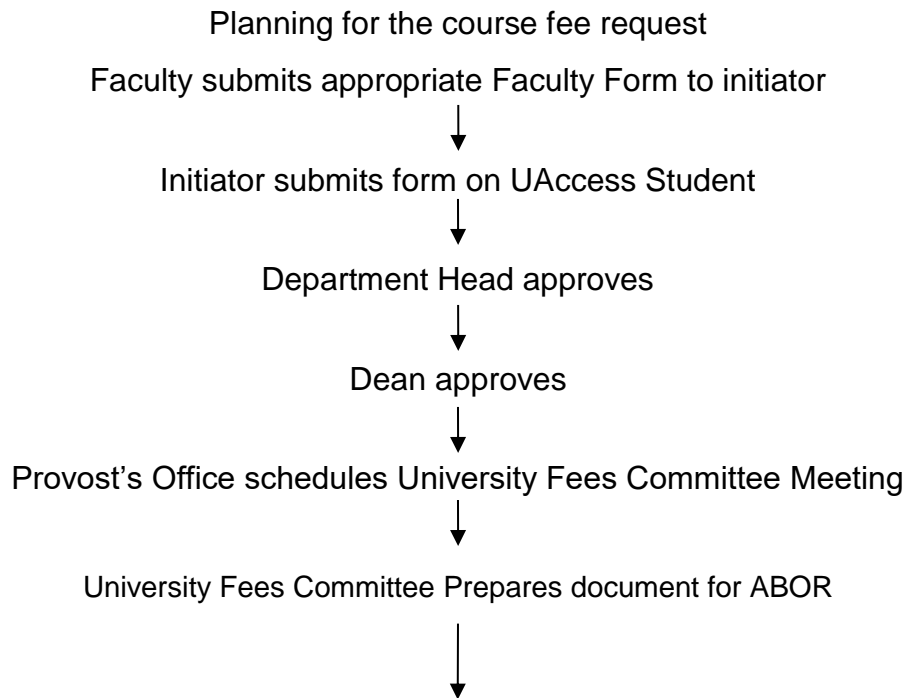 Planning for the course fee request
Faculty submits appropriate Faculty Form to initiator
Initiator submits form on UAccess Student
Department Head approves
Dean approves
Provost’s Office schedules University Fees Committee Meeting
University Fees Committee Prepares document for ABOR